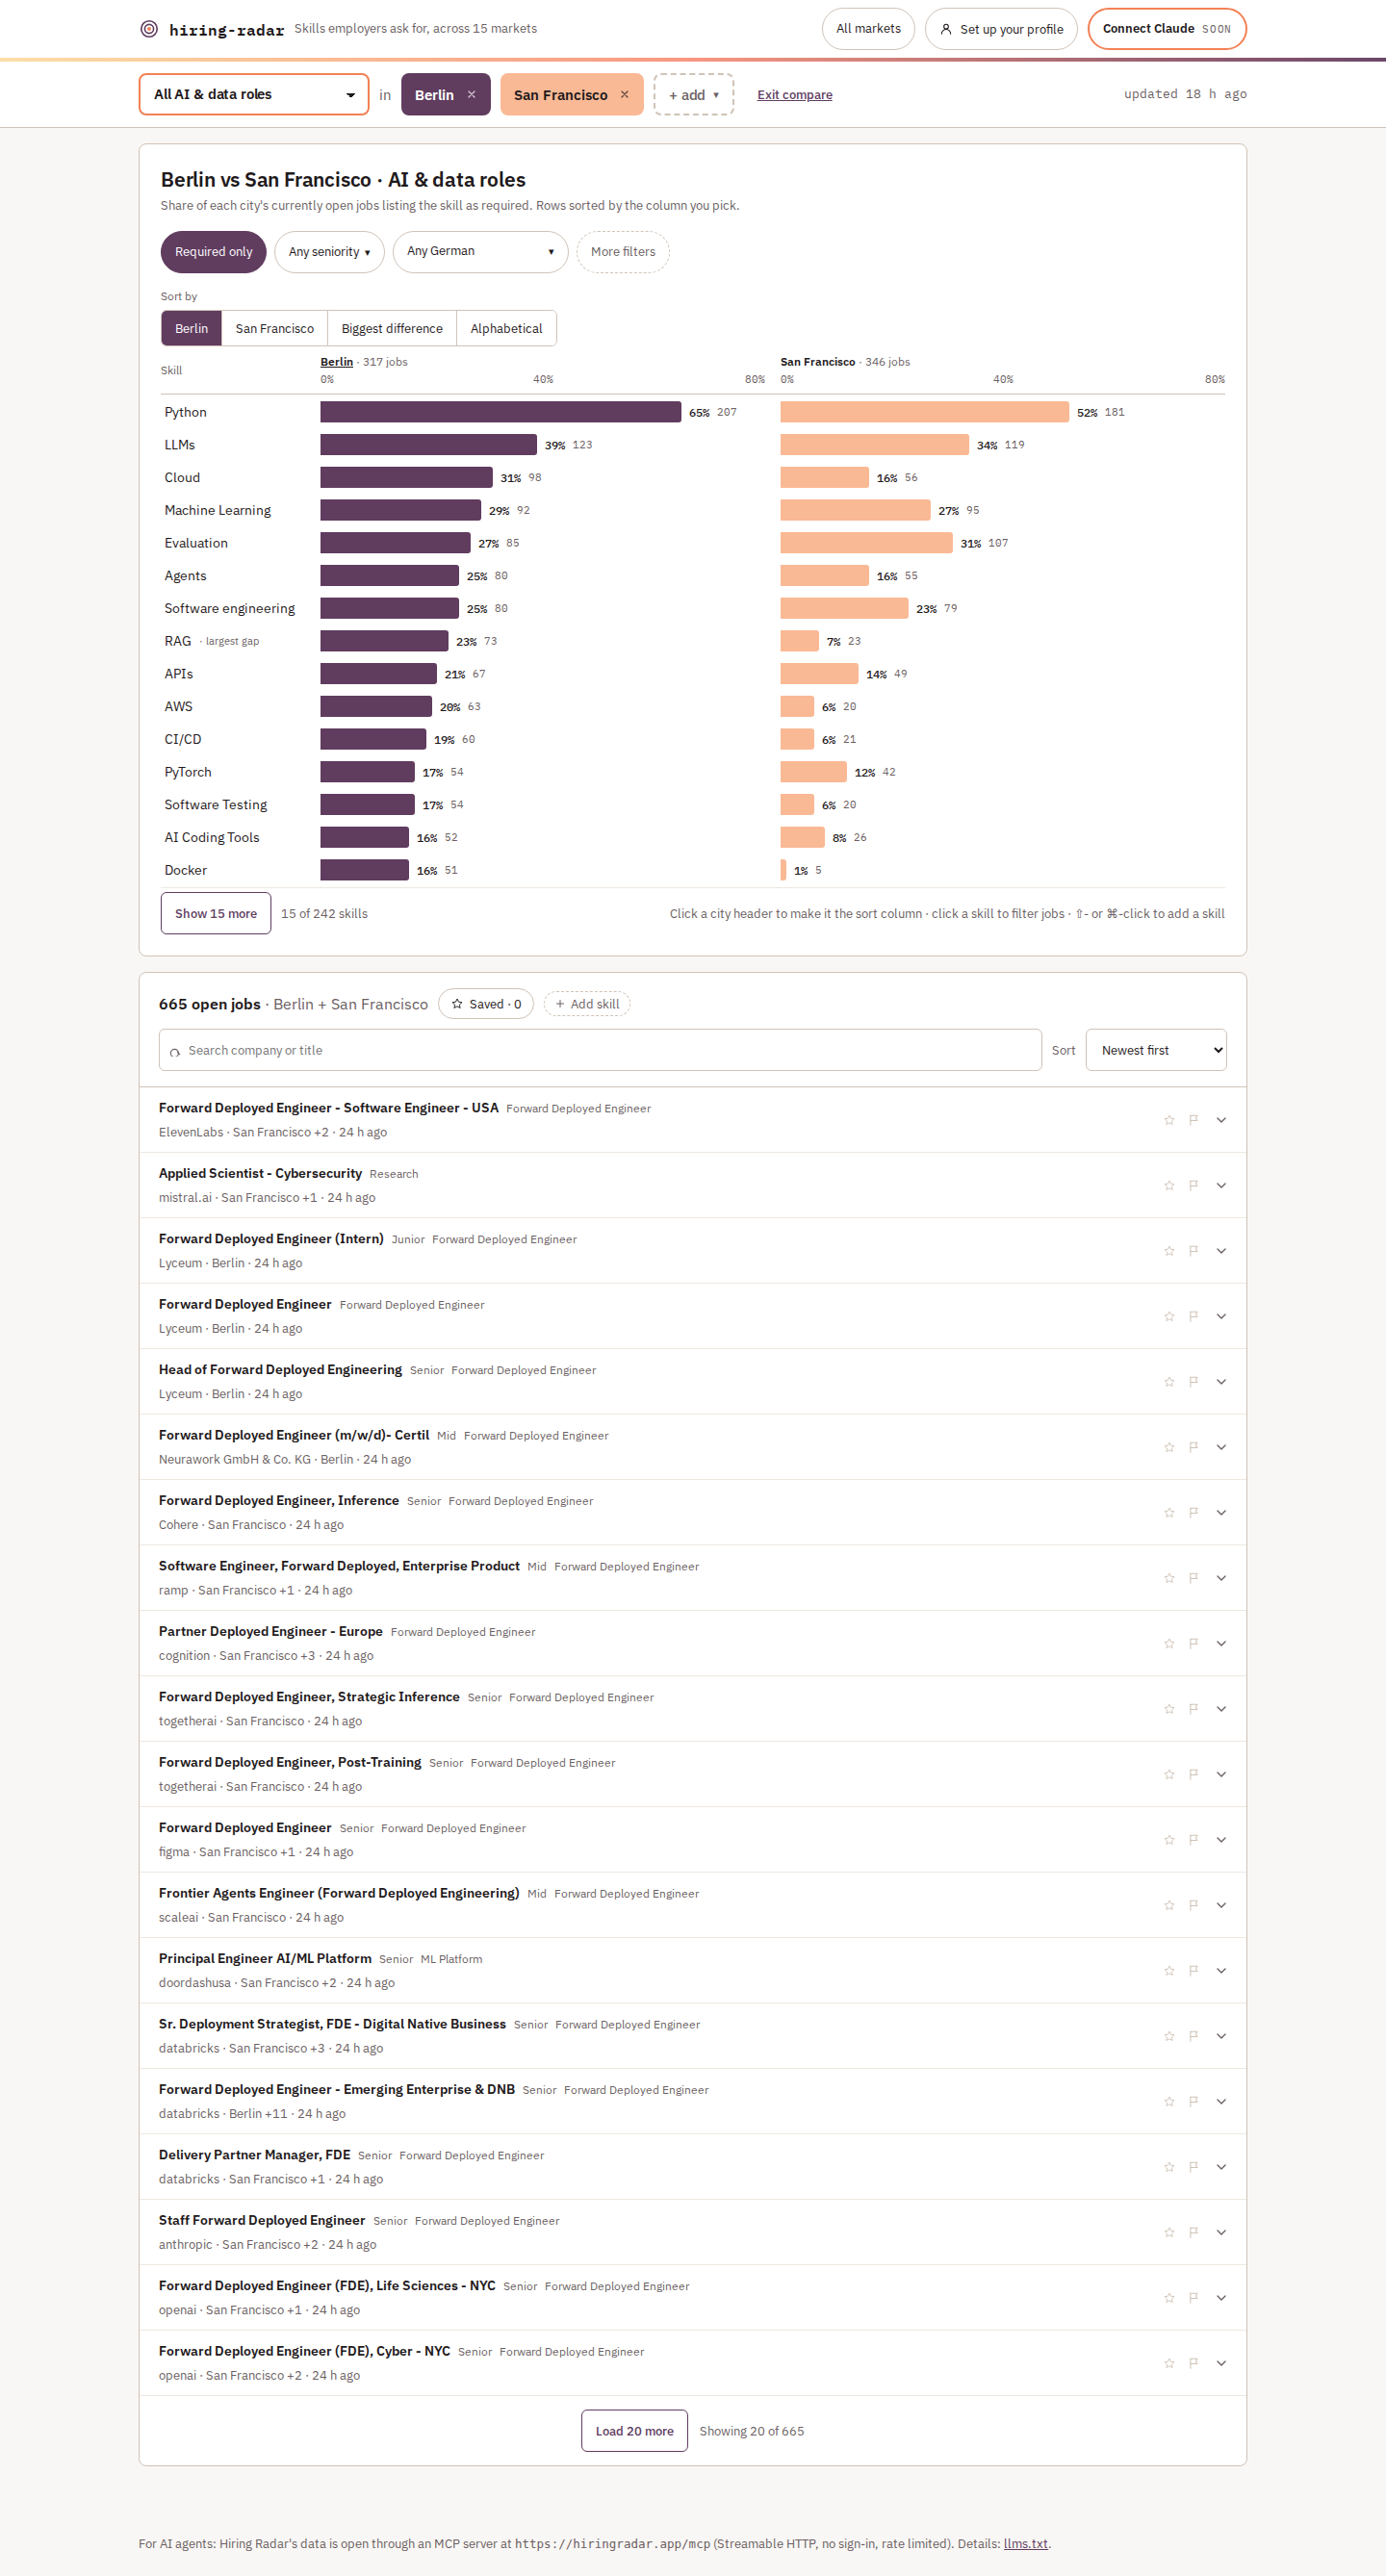 hiring-radar Skills employers ask for, across 15 markets All markets Set up your profile Connect Claude SOON
All AI & data roles in Berlin × San Francisco × + add ▾ Exit compare updated 18 h ago
Berlin vs San Francisco · AI & data roles
Share of each city's currently open jobs listing the skill as required. Rows sorted by the column you pick.
Required only Any seniority ▾ Any German ▾ More filters
Sort by
Berlin San Francisco Biggest difference Alphabetical
Skill Berlin · 317 jobs San Francisco · 346 jobs
0% 40% 80% 0% 40% 80%
Python 65% 207 52% 181
LLMs 39% 123 34% 119
Cloud 31% 98 16% 56
Machine Learning 29% 92 27% 95
Evaluation 27% 85 31% 107
Agents 25% 80 16% 55
Software engineering 25% 80 23% 79
RAG · largest gap 23% 73 7% 23
APIs 21% 67 14% 49
AWS 20% 63 6% 20
CI/CD 19% 60 6% 21
PyTorch 17% 54 12% 42
Software Testing 17% 54 6% 20
AI Coding Tools 16% 52 8% 26
Docker 16% 51 1% 5
Show 15 more 15 of 242 skills Click a city header to make it the sort column · click a skill to filter jobs · ⇧- or ⌘-click to add a skill
665 open jobs · Berlin + San Francisco Saved · 0 + Add skill
Search company or title Sort Newest first
Forward Deployed Engineer - Software Engineer - USA Forward Deployed Engineer
ElevenLabs · San Francisco +2 · 24 h ago
Applied Scientist - Cybersecurity Research
mistral.ai · San Francisco +1 · 24 h ago
Forward Deployed Engineer (Intern) Junior Forward Deployed Engineer
Lyceum · Berlin · 24 h ago
Forward Deployed Engineer Forward Deployed Engineer
Lyceum · Berlin · 24 h ago
Head of Forward Deployed Engineering Senior Forward Deployed Engineer
Lyceum · Berlin · 24 h ago
Forward Deployed Engineer (m/w/d)- Certil Mid Forward Deployed Engineer
Neurawork GmbH & Co. KG · Berlin · 24 h ago
Forward Deployed Engineer, Inference Senior Forward Deployed Engineer
Cohere · San Francisco · 24 h ago
Software Engineer, Forward Deployed, Enterprise Product Mid Forward Deployed Engineer
ramp · San Francisco +1 · 24 h ago
Partner Deployed Engineer - Europe Forward Deployed Engineer
cognition · San Francisco +3 · 24 h ago
Forward Deployed Engineer, Strategic Inference Senior Forward Deployed Engineer
togetherai · San Francisco · 24 h ago
Forward Deployed Engineer, Post-Training Senior Forward Deployed Engineer
togetherai · San Francisco · 24 h ago
Forward Deployed Engineer Senior Forward Deployed Engineer
figma · San Francisco +1 · 24 h ago
Frontier Agents Engineer (Forward Deployed Engineering) Mid Forward Deployed Engineer
scaleai · San Francisco · 24 h ago
Principal Engineer AI/ML Platform Senior ML Platform
doordashusa · San Francisco +2 · 24 h ago
Sr. Deployment Strategist, FDE - Digital Native Business Senior Forward Deployed Engineer
databricks · San Francisco +3 · 24 h ago
Forward Deployed Engineer - Emerging Enterprise & DNB Senior Forward Deployed Engineer
databricks · Berlin +11 · 24 h ago
Delivery Partner Manager, FDE Senior Forward Deployed Engineer
databricks · San Francisco +1 · 24 h ago
Staff Forward Deployed Engineer Senior Forward Deployed Engineer
anthropic · San Francisco +2 · 24 h ago
Forward Deployed Engineer (FDE), Life Sciences - NYC Senior Forward Deployed Engineer
openai · San Francisco +1 · 24 h ago
Forward Deployed Engineer (FDE), Cyber - NYC Senior Forward Deployed Engineer
openai · San Francisco +2 · 24 h ago
Load 20 more Showing 20 of 665
For AI agents: Hiring Radar's data is open through an MCP server at https://hiringradar.app/mcp (Streamable HTTP, no sign-in, rate limited). Details: llms.txt.